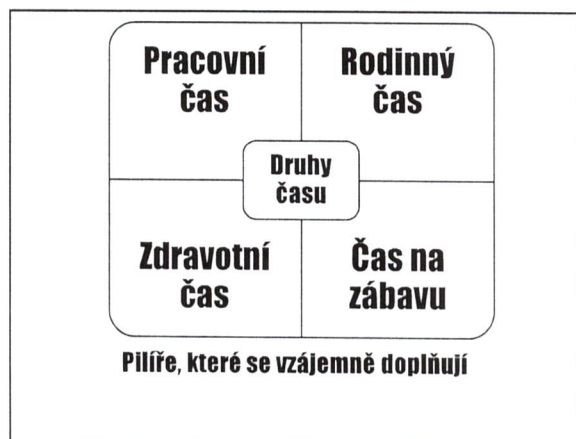 Pracovní
čas
Rodinný
čas
Druhy
času
Zdravotní
čas
Čas na
zábavu
Pilíře, které se vzájemně doplňují